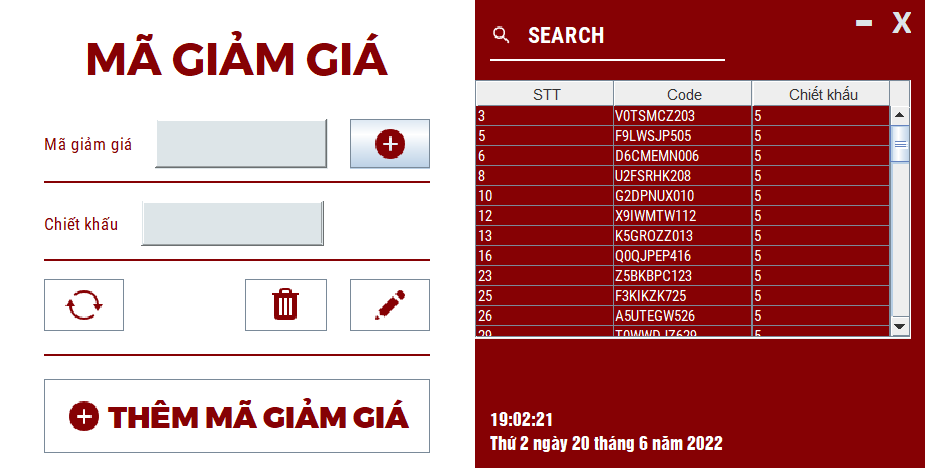 MÃ GIẢM GIÁ
Mã giảm giá
Chiết khấu
THÊM MÃ GIẢM GIÁ
X
SEARCH
STT Code Chiết khấu
3 V0TSMCZ203 5
5 F9LWSJP505 5
6 D6CMEMN006 5
8 U2FSRHK208 5
10 G2DPNUX010 5
12 X9IWMTW112 5
13 K5GROZZ013 5
16 Q0QJPEP416 5
23 Z5BKBPC123 5
25 F3KIKZK725 5
26 A5UTEGW526 5
29 5
19:02:21
Thứ 2 ngày 20 tháng 6 năm 2022